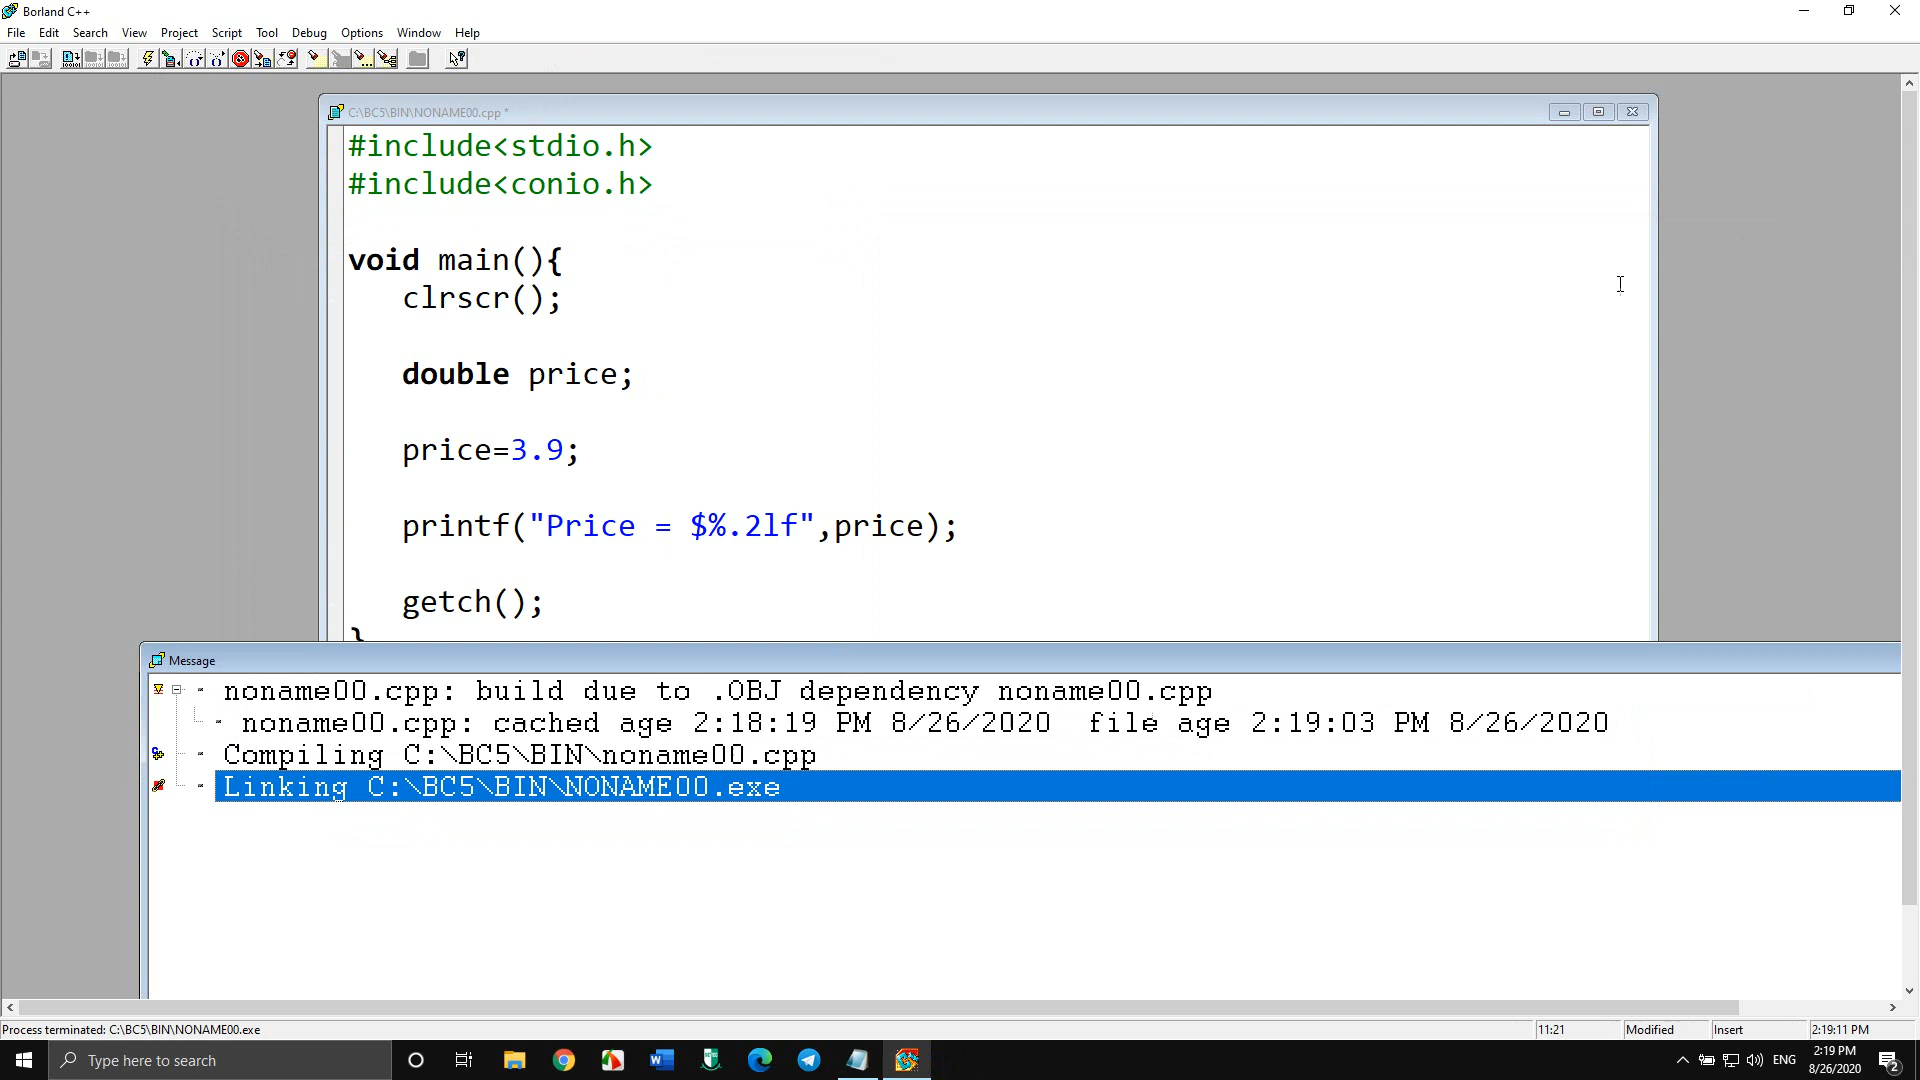 Borland C++
File Edit Search View Project Script Tool Debug Options Window Help
C:\BC5\BIN\NONAME00.cpp *
#include<stdio.h>
#include<conio.h>
void main(){
clrscr();
double price;
price=3.9;
printf("Price = $%.2lf",price);
getch();
}
Message
noname00.cpp: build due to .OBJ dependency noname00.cpp
noname00.cpp: cached age 2:18:19 PM 8/26/2020 file age 2:19:03 PM 8/26/2020
Compiling C:\BC5\BIN\noname00.cpp
Linking C:\BC5\BIN\NONAME00.exe
Process terminated: C:\BC5\BIN\NONAME00.exe 11:21 Modified Insert 2:19:11 PM
Type here to search ENG 2:19 PM
8/26/2020 2